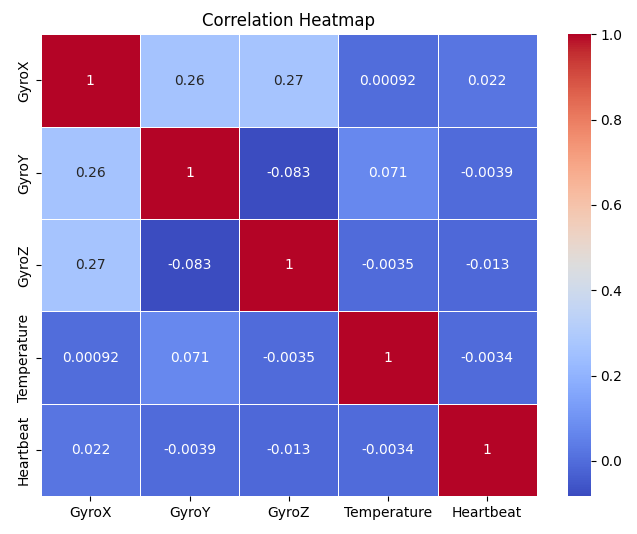 Correlation Heatmap
GyroX 1 0.26 0.27 0.00092 0.022
GyroY 0.26 1 -0.083 0.071 -0.0039
GyroZ 0.27 -0.083 1 -0.0035 -0.013
Temperature 0.00092 0.071 -0.0035 1 -0.0034
Heartbeat 0.022 -0.0039 -0.013 -0.0034 1
GyroX GyroY GyroZ Temperature Heartbeat
1.0
0.8
0.6
0.4
0.2
0.0